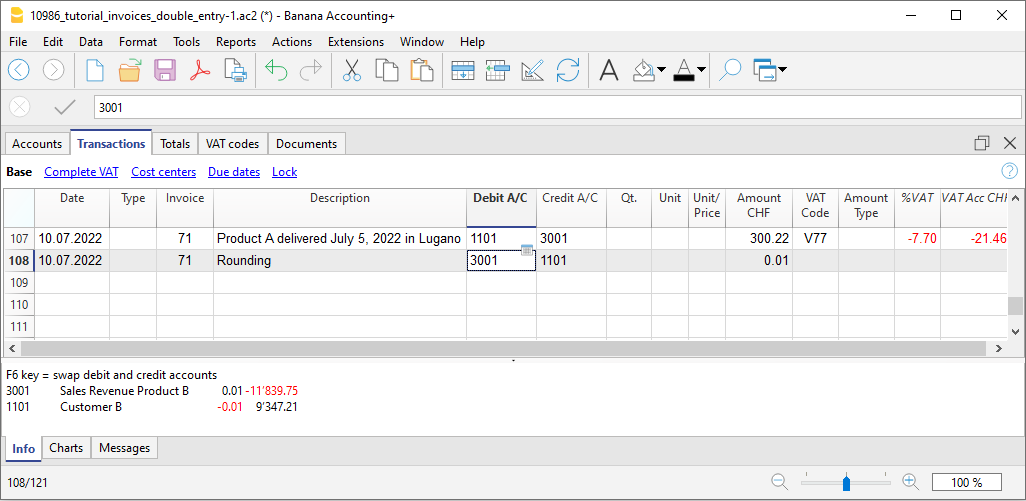 10986_tutorial_invoices_double_entry-1.ac2 (*) - Banana Accounting+
File Edit Data Format Tools Reports Actions Extensions Window Help
3001
Accounts Transactions Totals VAT codes Documents
Base Complete VAT Cost centers Due dates Lock
Date Type Invoice Description Debit A/C Credit A/C Qt. Unit Unit/ Price Amount CHF VAT Code Amount Type %VAT VAT Acc CHF
107 10.07.2022 71 Product A delivered July 5, 2022 in Lugano 1101 3001 300.22 V77 -7.70 -21.46
108 10.07.2022 71 Rounding 3001 1101 0.01
109
110
111
F6 key = swap debit and credit accounts
3001 Sales Revenue Product B 0.01 -11'839.75
1101 Customer B -0.01 9'347.21
Info Charts Messages
108/121 100 %